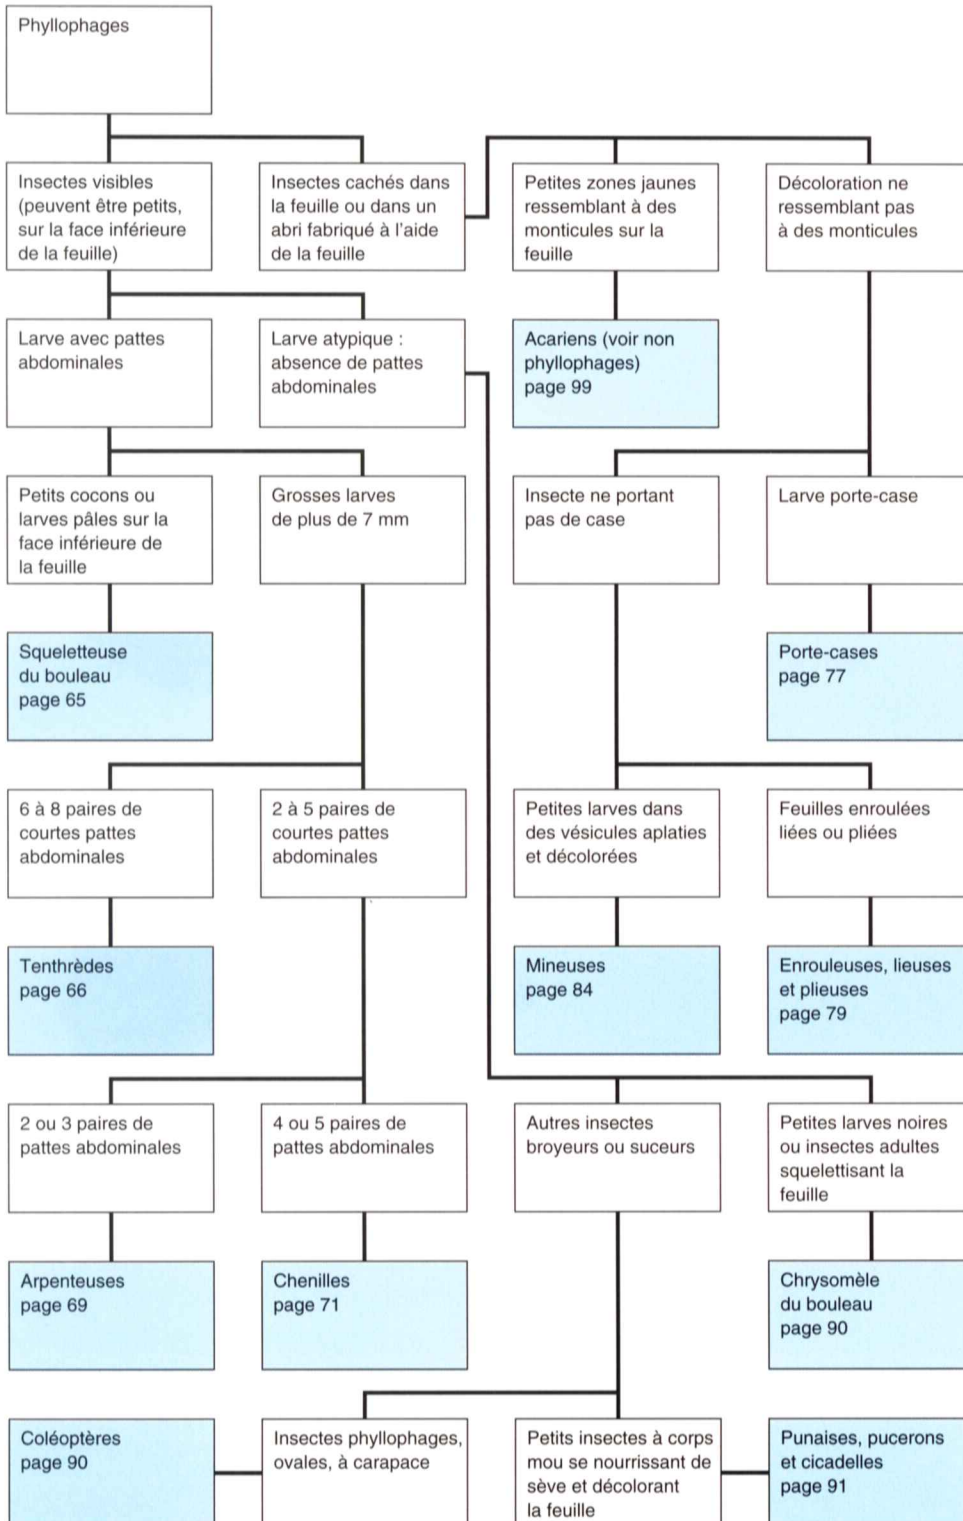 Phyllophages
Insectes visibles
(peuvent être petits,
sur la face inférieure
de la feuille)
Insectes cachés dans
la feuille ou dans un
abri fabriqué à l'aide
de la feuille
Petites zones jaunes
ressemblant à des
monticules sur la
feuille
Décoloration ne
ressemblant pas
à des monticules
Larve avec pattes
abdominales
Larve atypique :
absence de pattes
abdominales
Acariens (voir non
phyllophages)
page 99
Petits cocons ou
larves pâles sur la
face inférieure de
la feuille
Grosses larves
de plus de 7 mm
Insecte ne portant
pas de case
Larve porte-case
Squeletteuse
du bouleau
page 65
Porte-cases
page 77
6 à 8 paires de
courtes pattes
abdominales
2 à 5 paires de
courtes pattes
abdominales
Petites larves dans
des vésicules aplaties
et décolorées
Feuilles enroulées
liées ou pliées
Tenthrèdes
page 66
Mineuses
page 84
Enrouleuses, lieuses
et plieuses
page 79
2 ou 3 paires de
pattes abdominales
4 ou 5 paires de
pattes abdominales
Autres insectes
broyeurs ou suceurs
Petites larves noires
ou insectes adultes
squelettisant la
feuille
Arpenteuses
page 69
Chenilles
page 71
Chrysomèle
du bouleau
page 90
Coléoptères
page 90
Insectes phyllophages,
ovales, à carapace
Petits insectes à corps
mou se nourrissant de
sève et décolorant
la feuille
Punaises, pucerons
et cicadelles
page 91